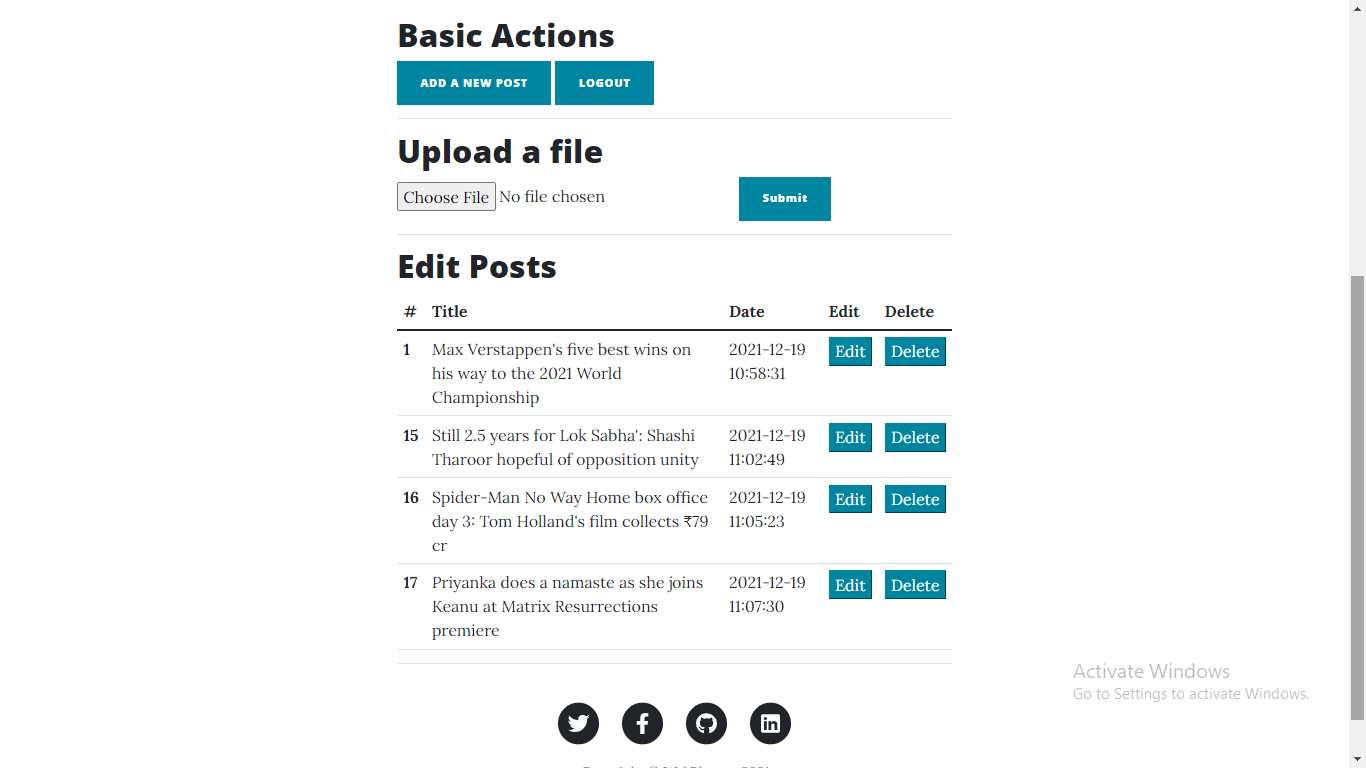 Basic Actions
ADD A NEW POST LOGOUT
Upload a file
Choose File No file chosen Submit
Edit Posts
# Title Date Edit Delete
1 Max Verstappen's five best wins on 2021-12-19 Edit Delete
his way to the 2021 World 10:58:31
Championship
15 Still 2.5 years for Lok Sabha': Shashi 2021-12-19 Edit Delete
Tharoor hopeful of opposition unity 11:02:49
16 Spider-Man No Way Home box office 2021-12-19 Edit Delete
day 3: Tom Holland's film collects ₹79 11:05:23
cr
17 Priyanka does a namaste as she joins 2021-12-19 Edit Delete
Keanu at Matrix Resurrections 11:07:30
premiere
Activate Windows
Go to Settings to activate Windows.